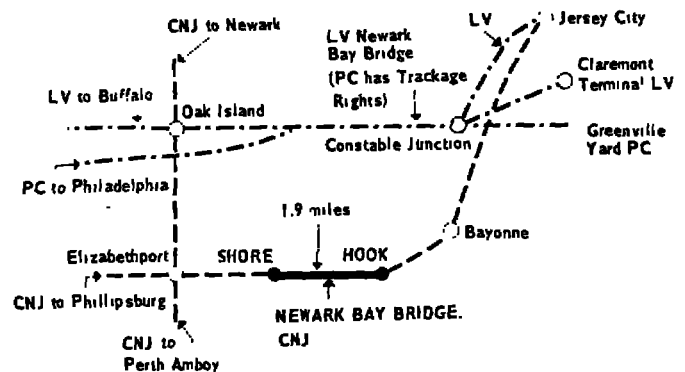 CNJ to Newark
LV
Jersey City
LV Newark
Bay Bridge
(PC has Trackage
Rights)
Claremont
Terminal LV
LV to Buffalo
Oak Island
Constable Junction
Greenville
Yard PC
PC to Philadelphia
1.9 miles
Bayonne
Elizabethport
SHORE
HOOK
CNJ to Phillipsburg
NEWARK BAY BRIDGE.
CNJ
CNJ to
Perth Amboy